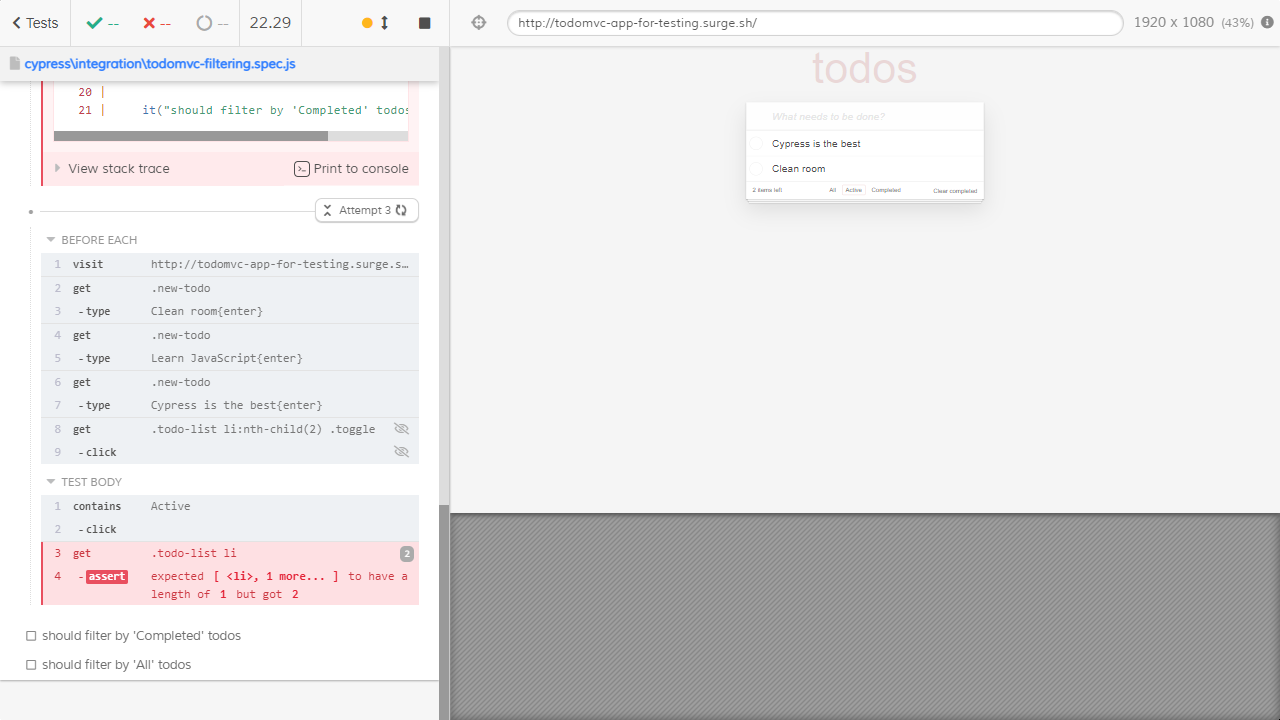 Tests
--
--
--
22.29
cypress\integration\todomvc-filtering.spec.js
20 |
21 | it("should filter by 'Completed' todos
View stack trace
Print to console
Attempt 3
BEFORE EACH
1 visit http://todomvc-app-for-testing.surge.s…
2 get .new-todo
3 -type Clean room{enter}
4 get .new-todo
5 -type Learn JavaScript{enter}
6 get .new-todo
7 -type Cypress is the best{enter}
8 get .todo-list li:nth-child(2) .toggle
9 -click
TEST BODY
1 contains Active
2 -click
3 get .todo-list li 2
4 -assert expected [ <li>, 1 more... ] to have a
length of 1 but got 2
should filter by 'Completed' todos
should filter by 'All' todos
http://todomvc-app-for-testing.surge.sh/
1920 x 1080 (43%)
todos
What needs to be done?
Cypress is the best
Clean room
2 items left All Active Completed Clear completed